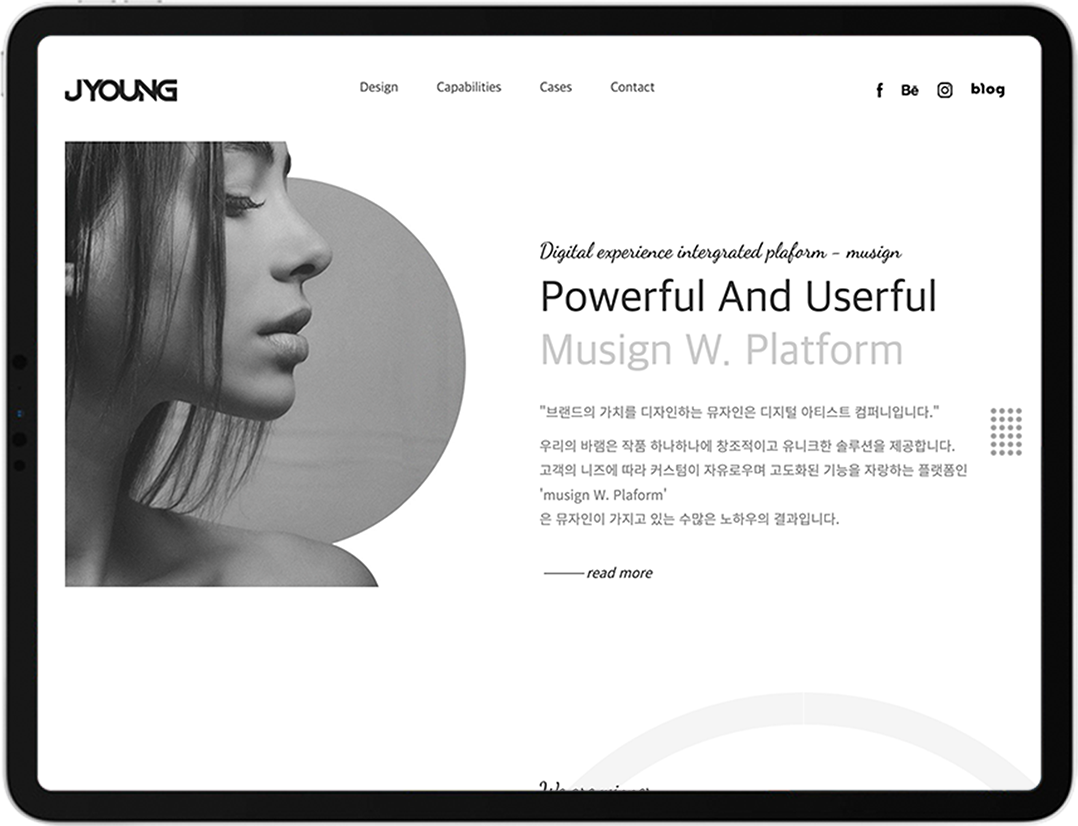 JYOUNG
Design Capabilities Cases Contact
f Bē blog
Digital experience intergrated plaform - musign
Powerful And Userful
Musign W. Platform
"브랜드의 가치를 디자인하는 뮤자인은 디지털 아티스트 컴퍼니입니다."
우리의 바램은 작품 하나하나에 창조적이고 유니크한 솔루션을 제공합니다.
고객의 니즈에 따라 커스텀이 자유로우며 고도화된 기능을 자랑하는 플랫폼인
'musign W. Plaform'
은 뮤자인이 가지고 있는 수많은 노하우의 결과입니다.
read more